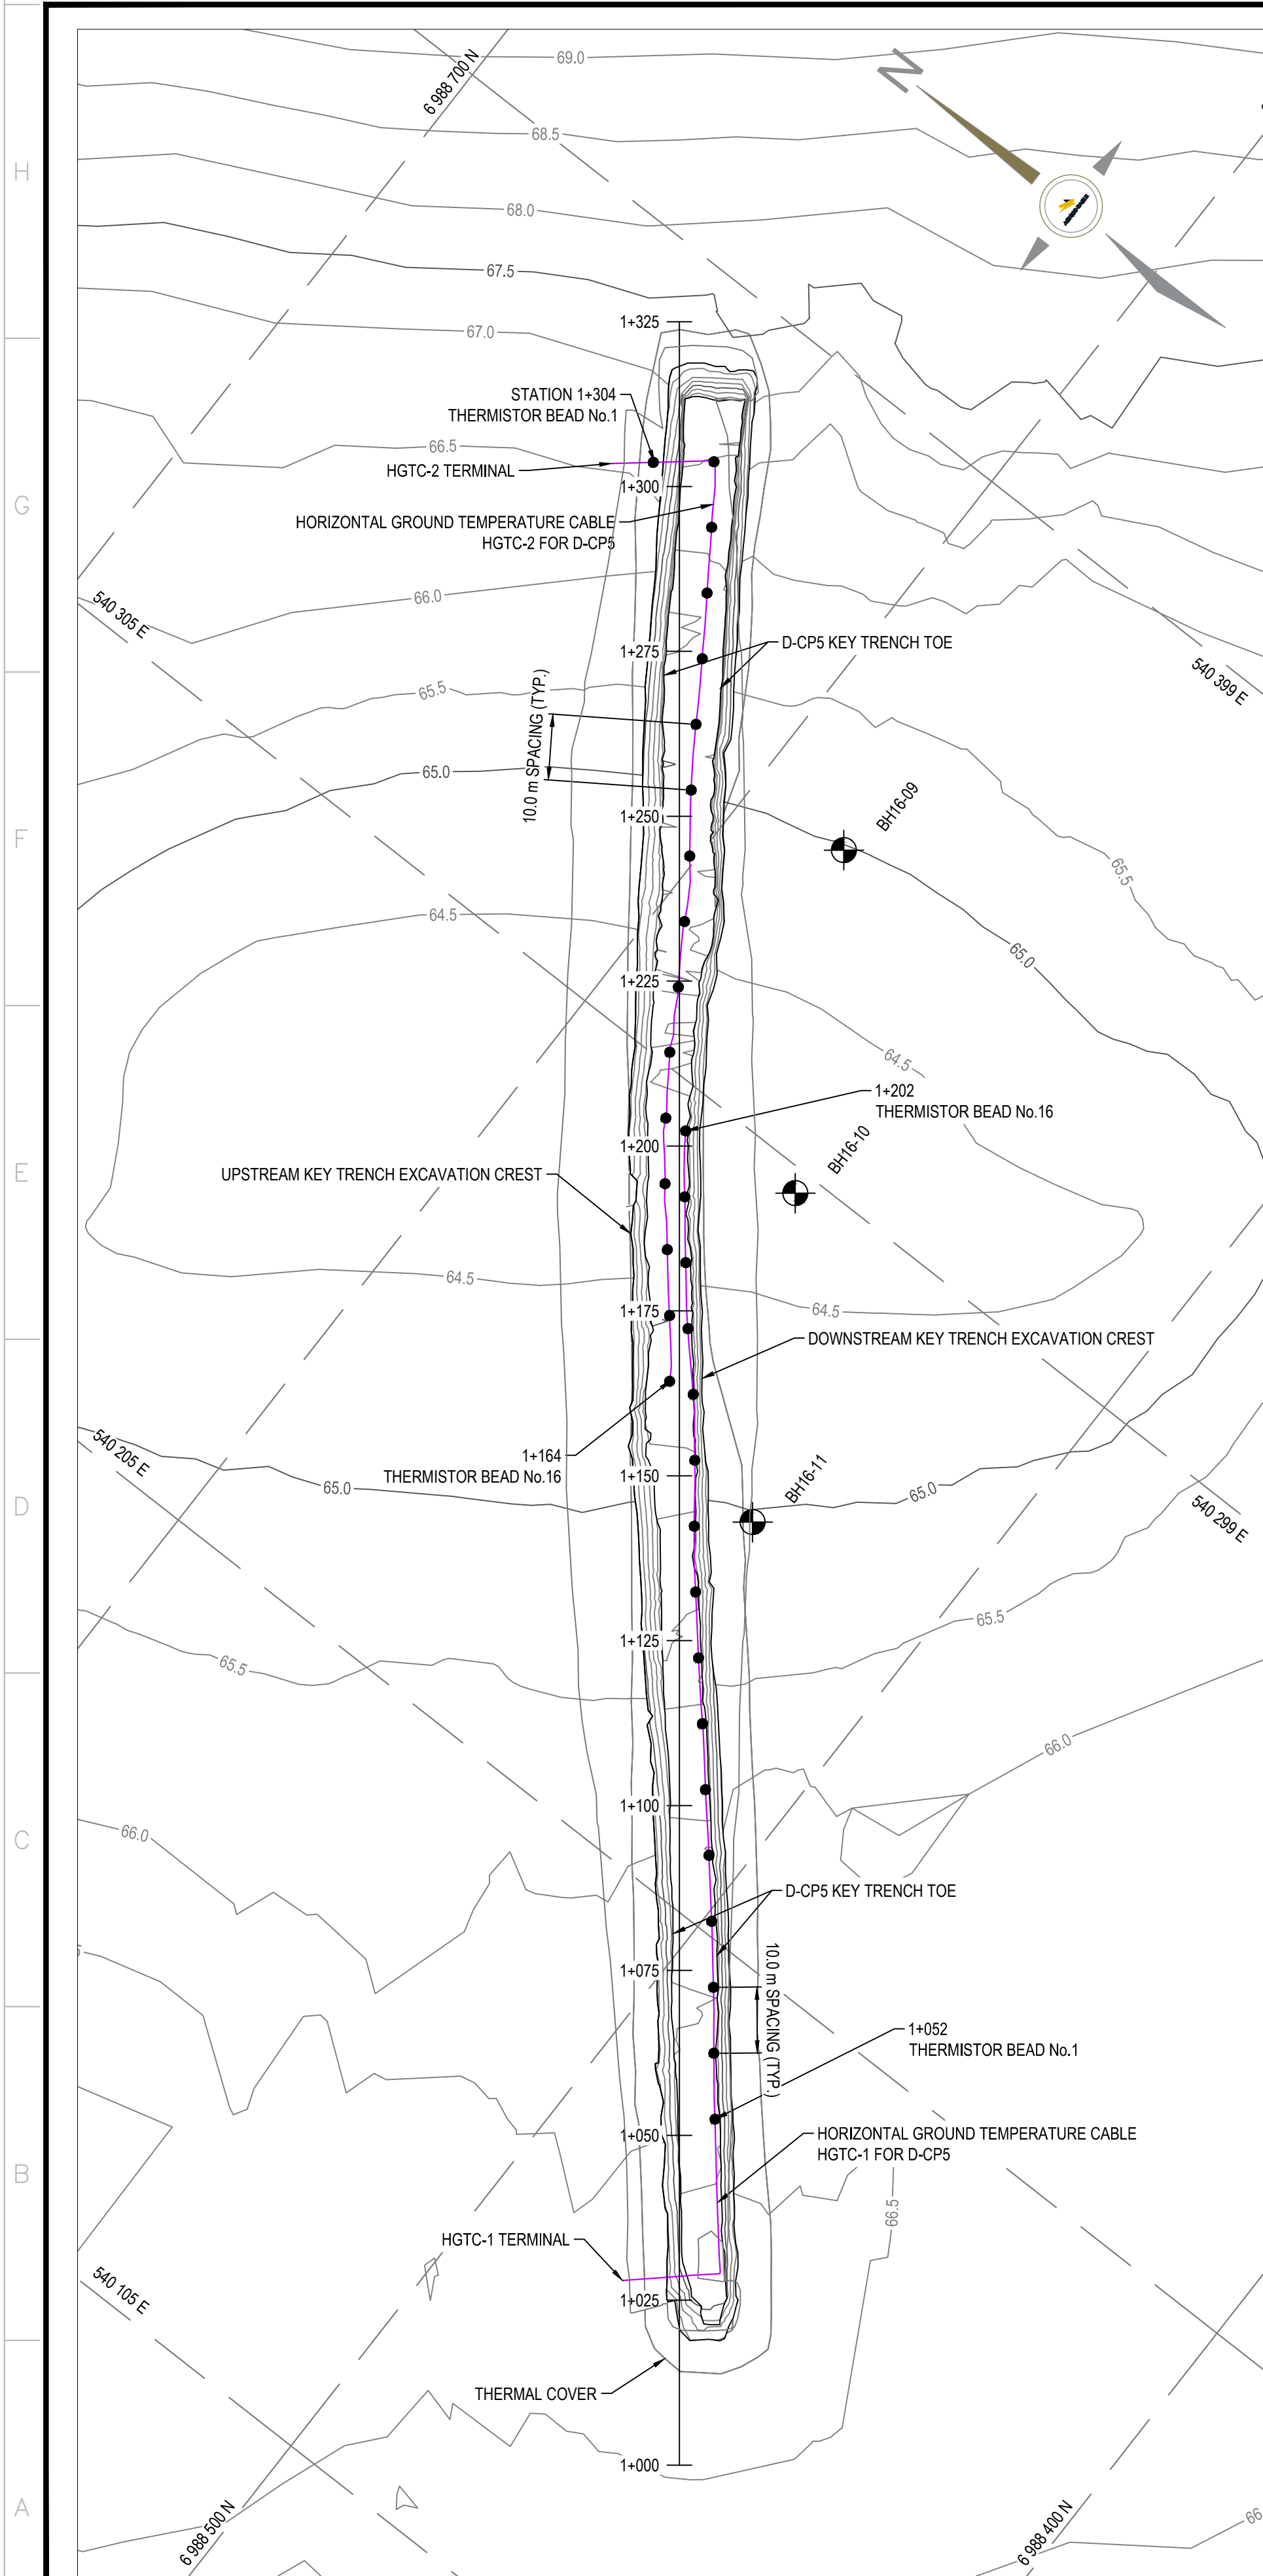 69.0
6 988 700 N
N
68.5
H
68.0
67.5
1+325
67.0
STATION 1+304
THERMISTOR BEAD No.1
66.5
HGTC-2 TERMINAL
1+300
G
HORIZONTAL GROUND TEMPERATURE CABLE
HGTC-2 FOR D-CP5
66.0
540 305 E
1+275
D-CP5 KEY TRENCH TOE
540 399 E
65.5
10.0 m SPACING (TYP.)
65.0
1+250
BH16-09
F
65.5
64.5
65.0
1+225
64.5
1+202
THERMISTOR BEAD No.16
1+200
BH16-10
UPSTREAM KEY TRENCH EXCAVATION CREST
E
64.5
1+175
64.5
DOWNSTREAM KEY TRENCH EXCAVATION CREST
540 205 E
1+164
THERMISTOR BEAD No.16
1+150
BH16-11
65.0
65.0
D
540 299 E
65.5
1+125
65.5
66.0
1+100
66.0
C
D-CP5 KEY TRENCH TOE
1+075
10.0 m SPACING (TYP.)
1+052
THERMISTOR BEAD No.1
1+050
HORIZONTAL GROUND TEMPERATURE CABLE
HGTC-1 FOR D-CP5
B
66.5
HGTC-1 TERMINAL
540 105 E
1+025
THERMAL COVER
1+000
A
6 988 500 N
6 988 400 N
66